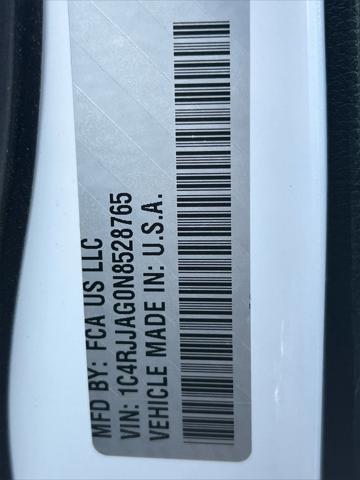 MFD BY: FCA US LLC
VIN: 1C4RJJAG0N8528765
VEHICLE MADE IN: U.S.A.